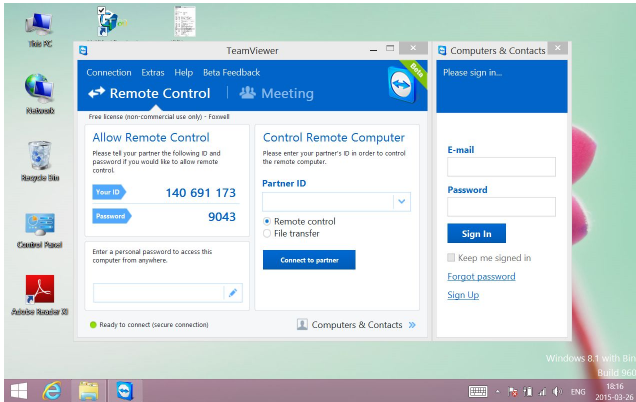 This PC
Network
Recycle Bin
Control Panel
Adobe Reader XI
TeamViewer
Connection Extras Help Beta Feedback
Beta
Remote Control
Meeting
Free license (non-commercial use only) - Foxwell
Allow Remote Control
Please tell your partner the following ID and
password if you would like to allow remote
control.
Your ID 140 691 173
Password 9043
Enter a personal password to access this
computer from anywhere.
Control Remote Computer
Please enter your partner's ID in order to control
the remote computer.
Partner ID
Remote control
File transfer
Connect to partner
Ready to connect (secure connection)
Computers & Contacts »
Computers & Contacts
Please sign in...
E-mail
Password
Sign In
Keep me signed in
Forgot password
Sign Up
Windows 8.1 with Bin
Build 960
ENG
18:16
2015-03-26